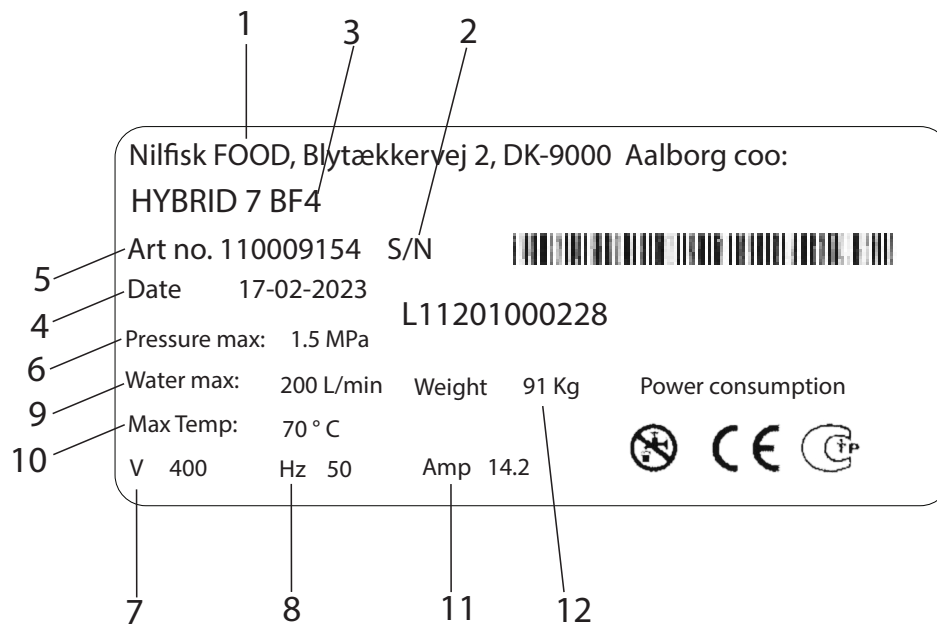 1 3 2
Nilfisk FOOD, Blytækkervej 2, DK-9000 Aalborg coo:
HYBRID 7 BF4
5 Art no. 110009154 S/N
4 Date 17-02-2023
L11201000228
6 Pressure max: 1.5 MPa
9 Water max: 200 L/min Weight 91 Kg Power consumption
10 Max Temp: 70 ° C
V 400 Hz 50 Amp 14.2
CE CTP
7 8 11 12